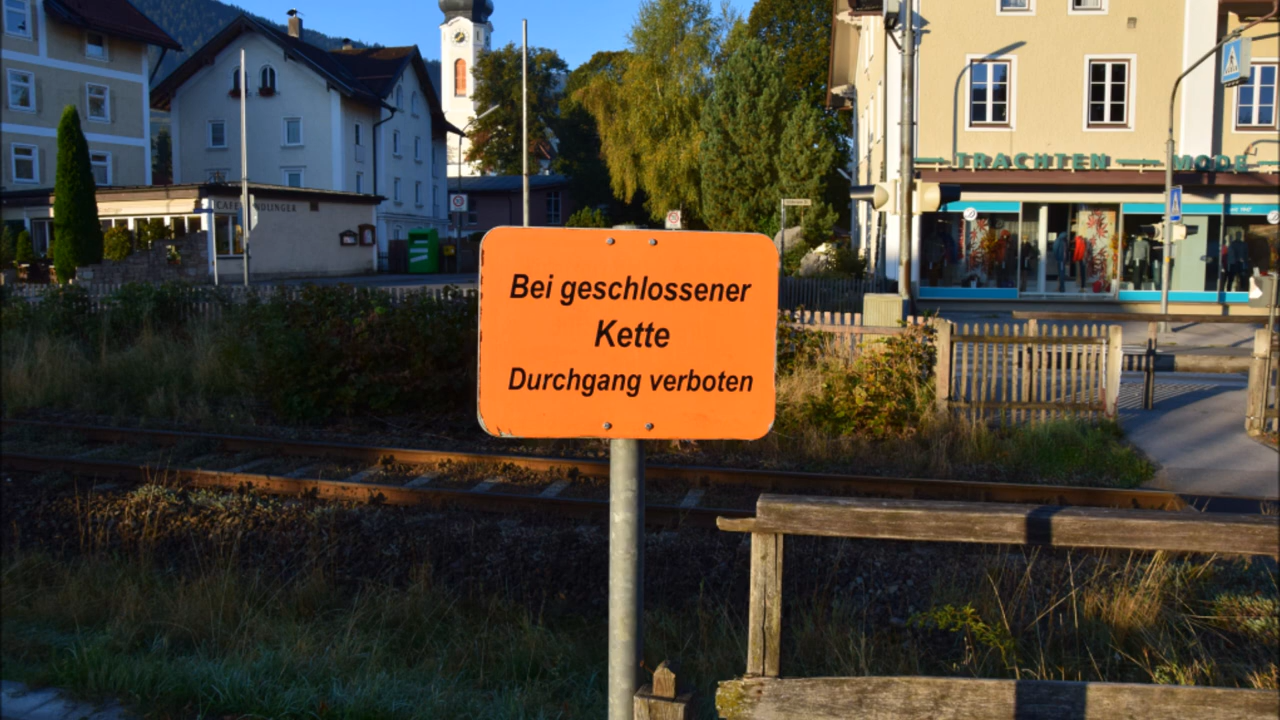 Bei geschlossener
Kette
Durchgang verboten
TRACHTEN MODE